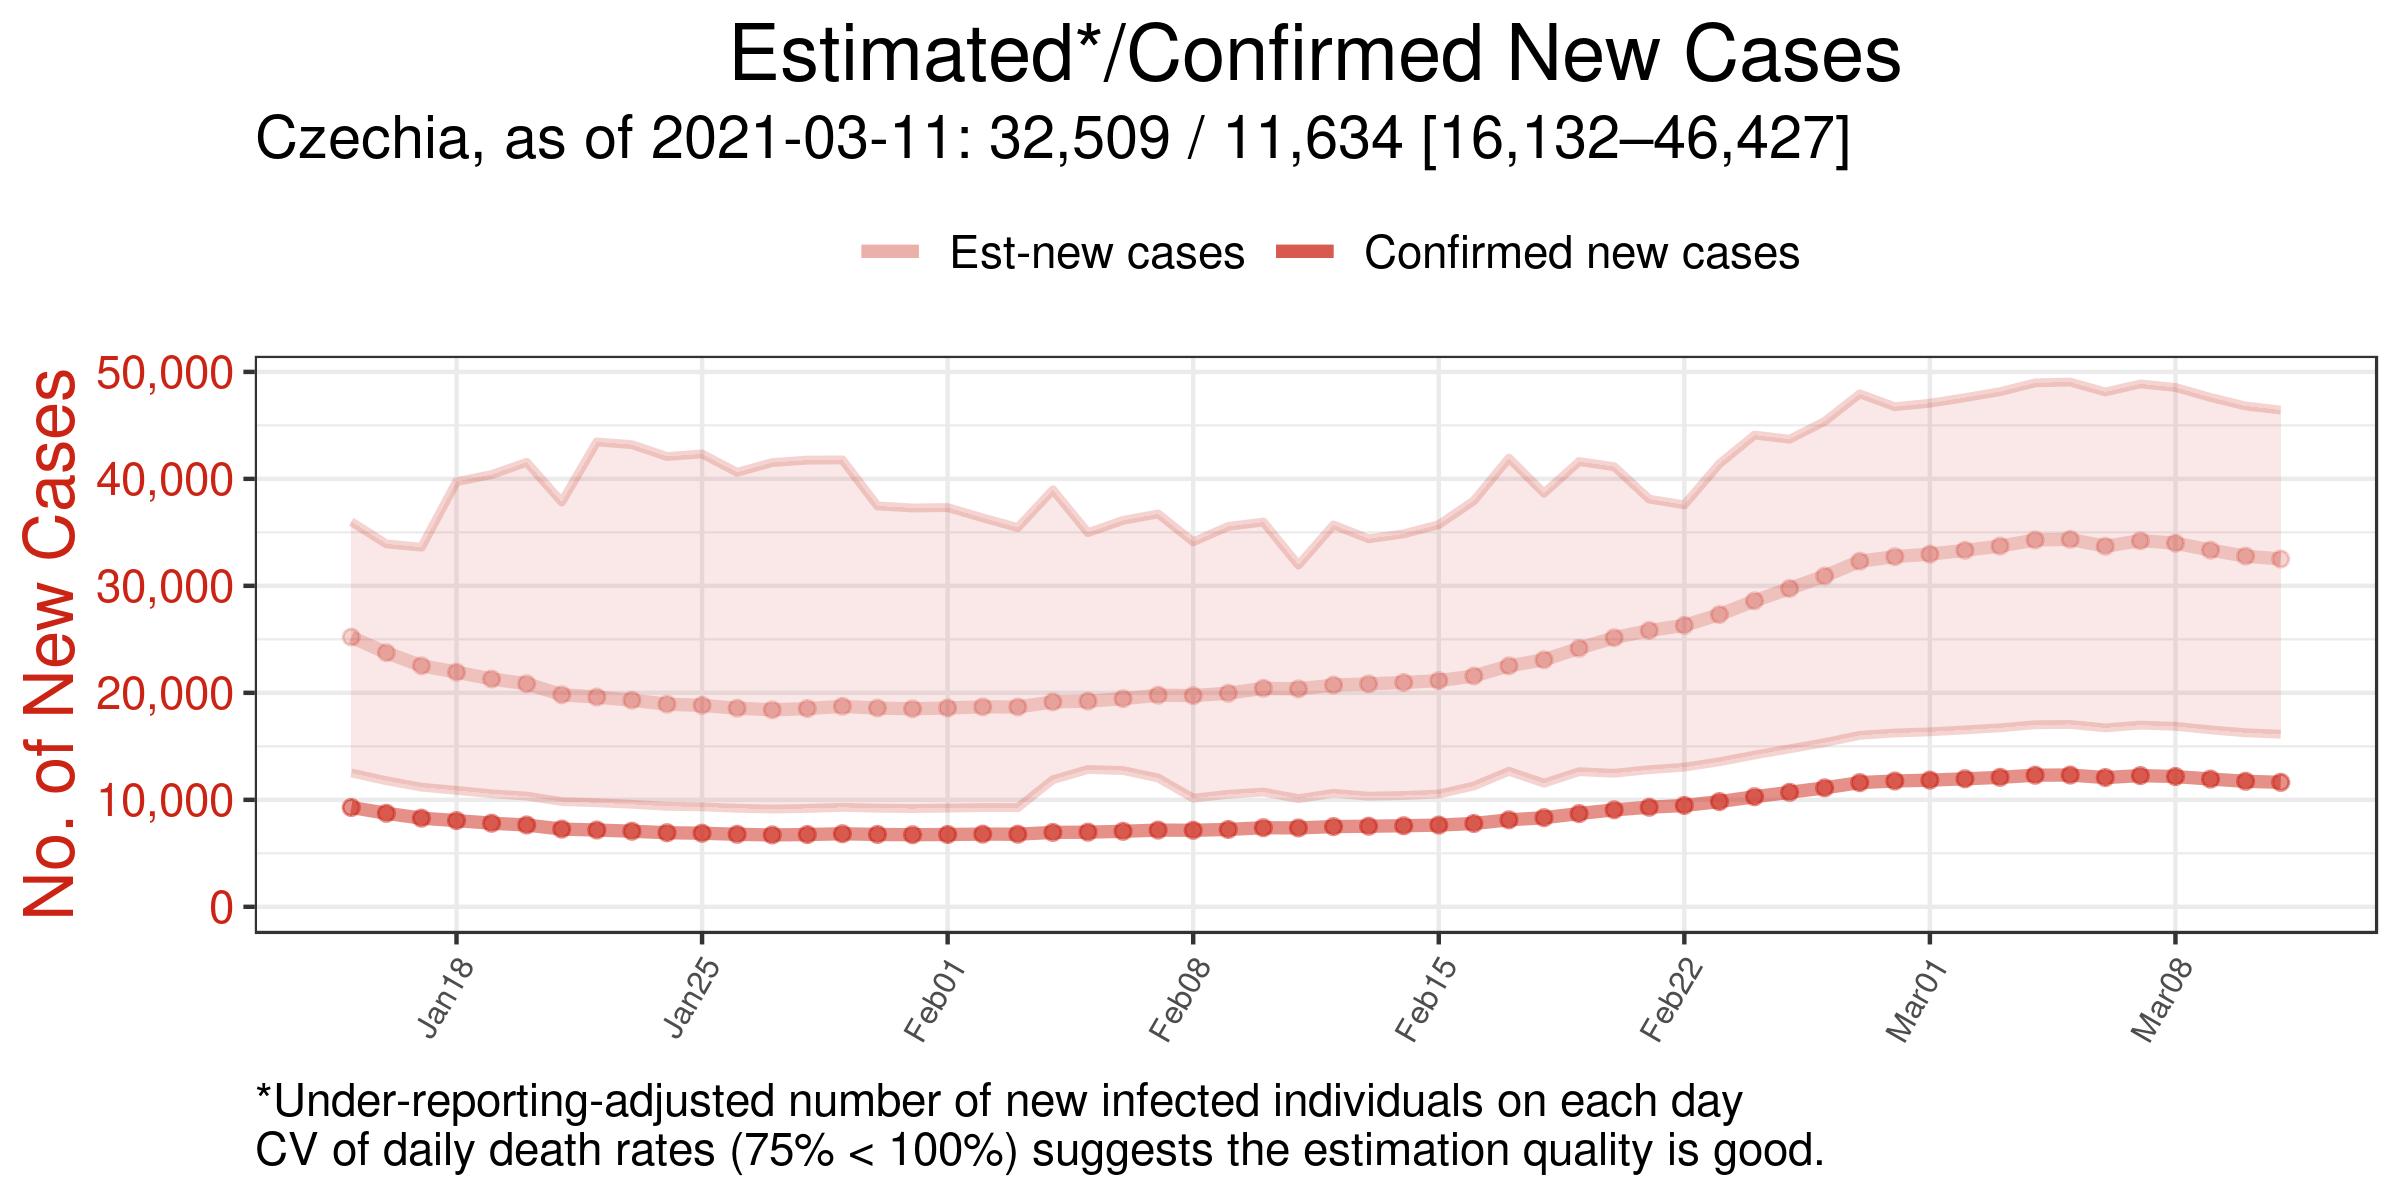 Estimated*/Confirmed New Cases
Czechia, as of 2021-03-11: 32,509 / 11,634 [16,132–46,427]
Est-new cases Confirmed new cases
No. of New Cases
50,000
40,000
30,000
20,000
10,000
0
Jan18 Jan25 Feb01 Feb08 Feb15 Feb22 Mar01 Mar08
*Under-reporting-adjusted number of new infected individuals on each day
CV of daily death rates (75% < 100%) suggests the estimation quality is good.